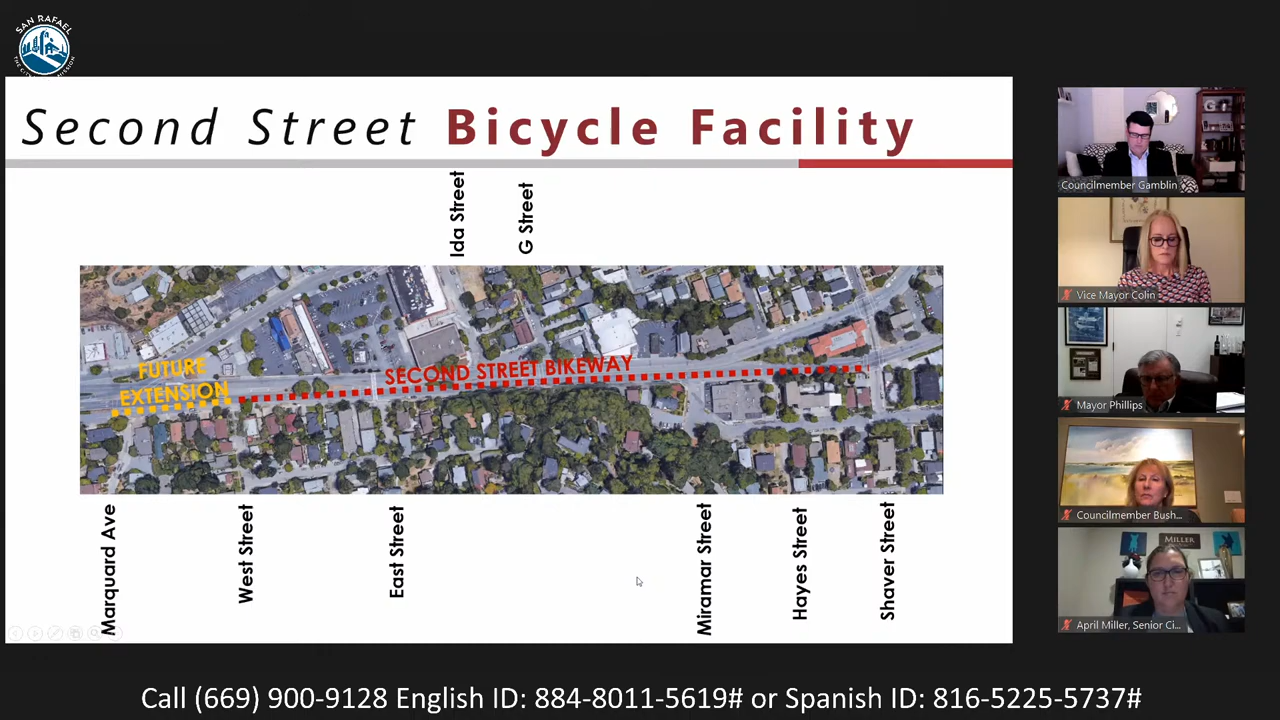 SAN RAFAEL
Second Street Bicycle Facility
Ida Street
G Street
FUTURE
EXTENSION
SECOND STREET BIKEWAY
Marquard Ave
West Street
East Street
Miramar Street
Hayes Street
Shaver Street
Councilmember Gamblin
Vice Mayor Colin
Mayor Phillips
Councilmember Bush...
MILLER
April Miller, Senior Ci...
Call (669) 900-9128 English ID: 884-8011-5619# or Spanish ID: 816-5225-5737#